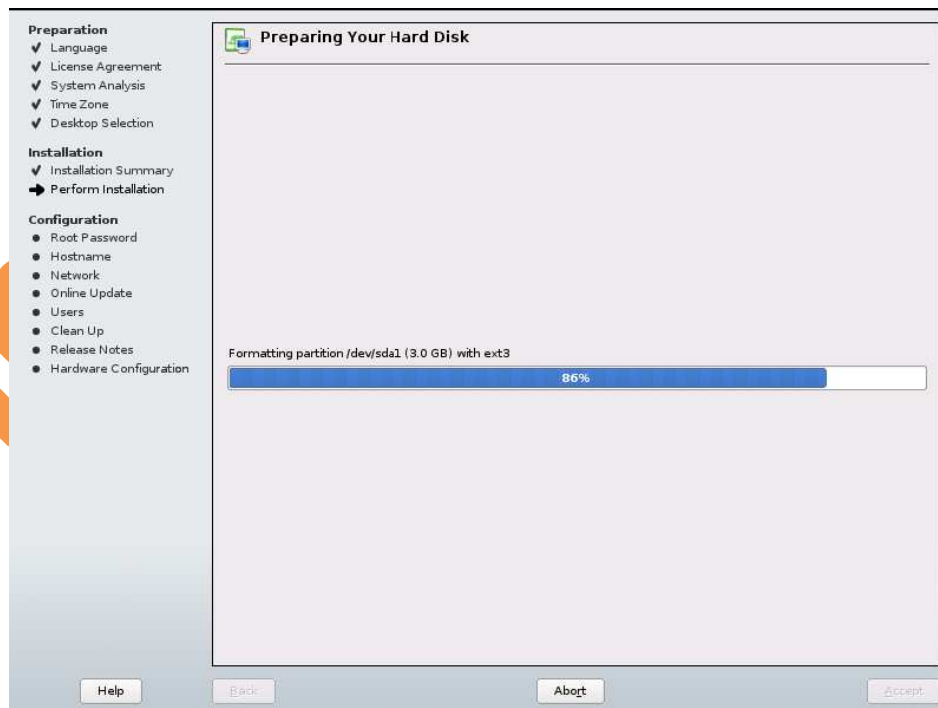 Preparation
Language
License Agreement
System Analysis
Time Zone
Desktop Selection
Installation
Installation Summary
Perform Installation
Configuration
Root Password
Hostname
Network
Online Update
Users
Clean Up
Release Notes
Hardware Configuration
Preparing Your Hard Disk
Formatting partition /dev/sda1 (3.0 GB) with ext3
86%
Help
Back
Abort
Accept